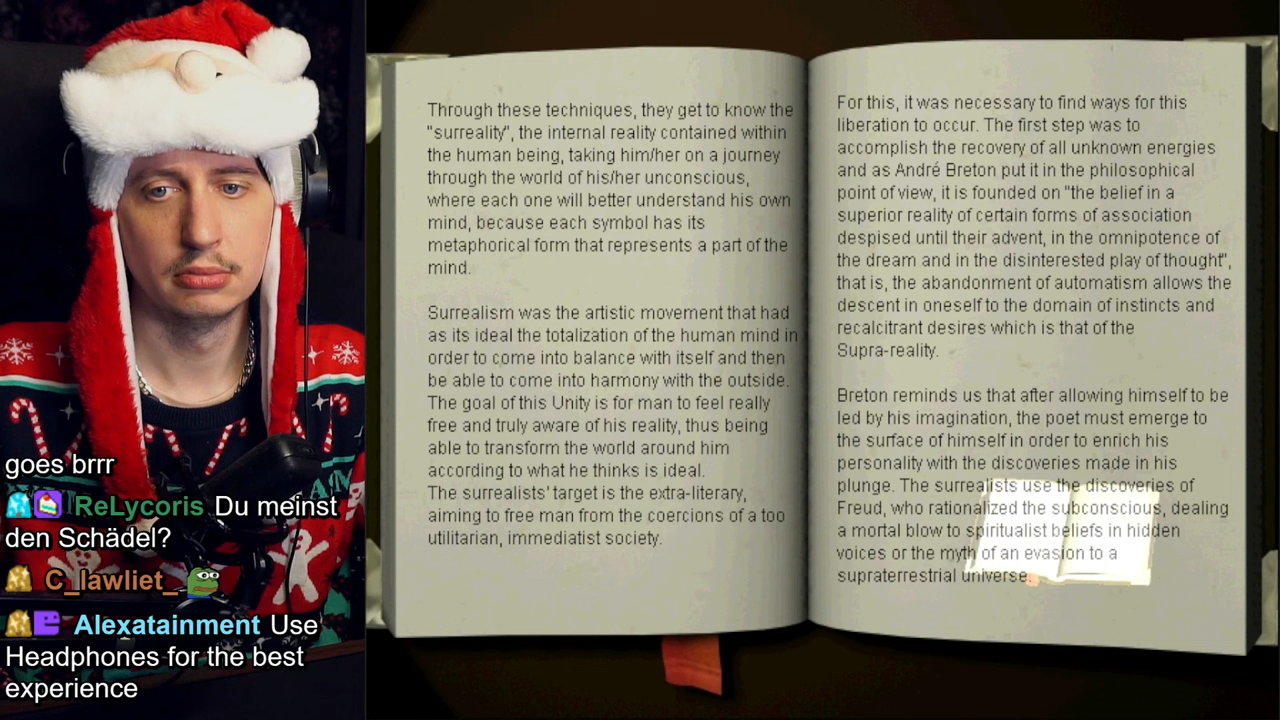 goes brrr
ReLycoris Du meinst
den Schädel?
C_lawliet_
Alexatainment Use
Headphones for the best
experience
Through these techniques, they get to know the
"surreality", the internal reality contained within
the human being, taking him/her on a journey
through the world of his/her unconscious,
where each one will better understand his own
mind, because each symbol has its
metaphorical form that represents a part of the
mind.
Surrealism was the artistic movement that had
as its ideal the totalization of the human mind in
order to come into balance with itself and then
be able to come into harmony with the outside.
The goal of this Unity is for man to feel really
free and truly aware of his reality, thus being
able to transform the world around him
according to what he thinks is ideal.
The surrealists' target is the extra-literary,
aiming to free man from the coercions of a too
utilitarian, immediatist society.
For this, it was necessary to find ways for this
liberation to occur. The first step was to
accomplish the recovery of all unknown energies
and as André Breton put it in the philosophical
point of view, it is founded on "the belief in a
superior reality of certain forms of association
despised until their advent, in the omnipotence of
the dream and in the disinterested play of thought",
that is, the abandonment of automatism allows the
descent in oneself to the domain of instincts and
recalcitrant desires which is that of the
Supra-reality.
Breton reminds us that after allowing himself to be
led by his imagination, the poet must emerge to
the surface of himself in order to enrich his
personality with the discoveries made in his
plunge. The surrealists use the discoveries of
Freud, who rationalized the subconscious, dealing
a mortal blow to spiritualist beliefs in hidden
voices or the myth of an evasion to a
supraterrestrial universe.